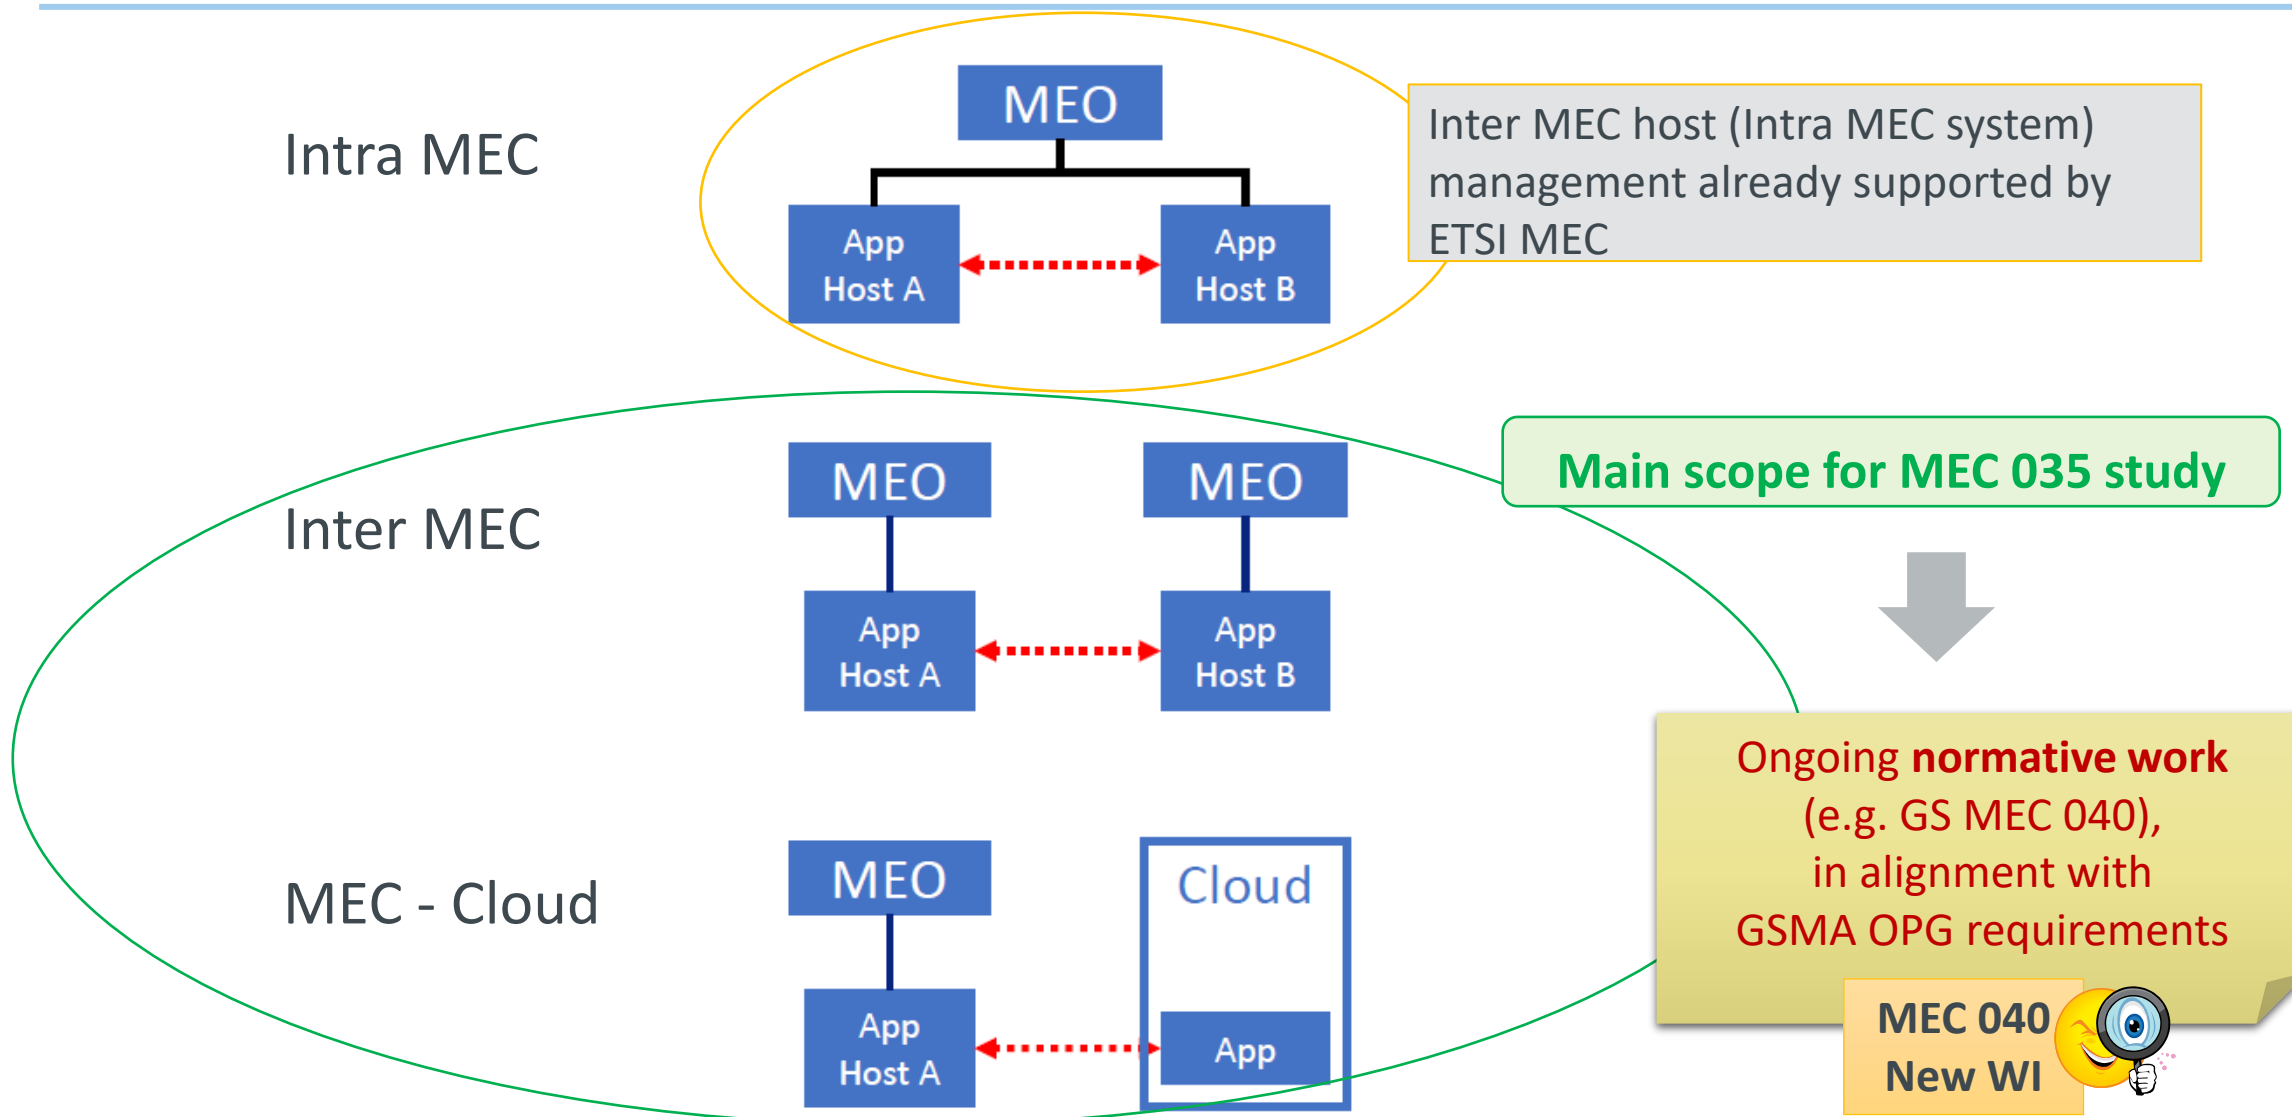 Intra MEC
MEO
App
Host A
App
Host B
Inter MEC host (Intra MEC system)
management already supported by
ETSI MEC
Inter MEC
MEO
MEO
App
Host A
App
Host B
Main scope for MEC 035 study
Ongoing normative work
(e.g. GS MEC 040),
in alignment with
GSMA OPG requirements
MEC 040
New WI
MEC - Cloud
MEO
App
Host A
Cloud
App